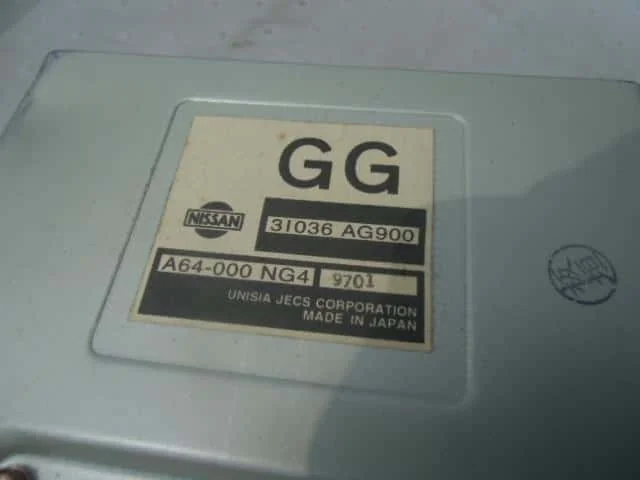 GG
NISSAN
31036 AG900
A64-000 NG4 9701
UNISIA JECS CORPORATION
MADE IN JAPAN